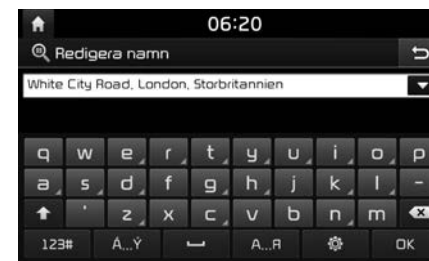 06:20
Redigera namn
White City Road, London, Storbritannien
q w e r t y u i o p
a s d f g h j k l -
' z x c v b n m
123# Á...Ý A...Я OK